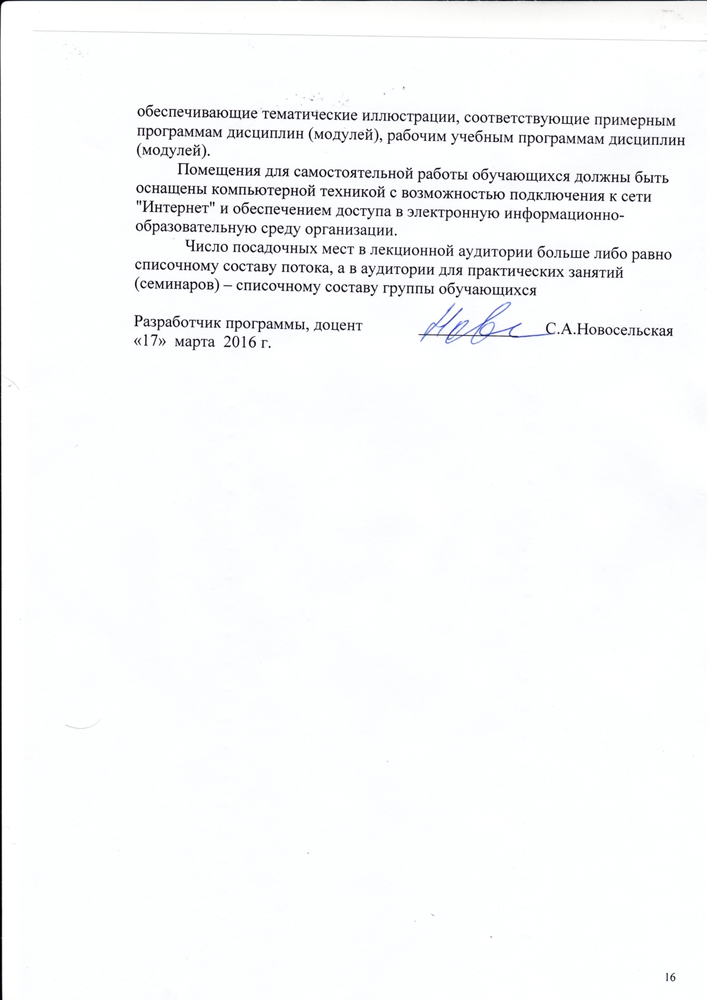 обеспечивающие тематические иллюстрации, соответствующие примерным
программам дисциплин (модулей), рабочим учебным программам дисциплин
(модулей).
Помещения для самостоятельной работы обучающихся должны быть
оснащены компьютерной техникой с возможностью подключения к сети
"Интернет" и обеспечением доступа в электронную информационно-
образовательную среду организации.
Число посадочных мест в лекционной аудитории больше либо равно
списочному составу потока, а в аудитории для практических занятий
(семинаров) – списочному составу группы обучающихся
Разработчик программы, доцент Новс С.А.Новосельская
«17» марта 2016 г.
16